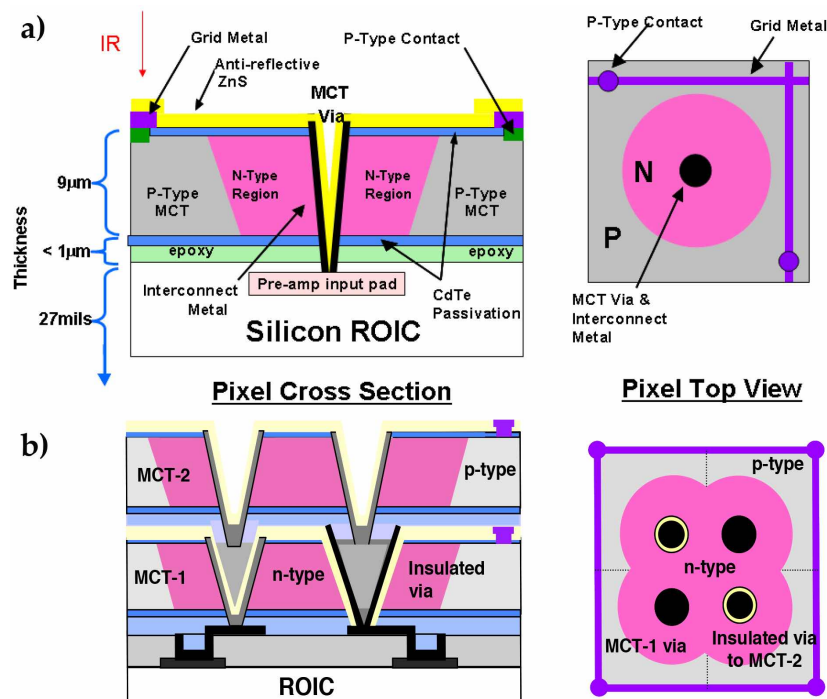 a)
IR
Grid Metal
Anti-reflective
ZnS
MCT
Via
P-Type Contact
9µm
P-Type
MCT
N-Type
Region
N-Type
Region
P-Type
MCT
Thickness
< 1µm
epoxy
epoxy
Interconnect
Metal
Pre-amp input pad
CdTe
Passivation
27mils
Silicon ROIC
Pixel Cross Section
P-Type
Contact
Grid Metal
N
P
MCT Via &
Interconnect
Metal
Pixel Top View
b)
MCT-2
p-type
MCT-1
n-type
Insulated
via
ROIC
p-type
n-type
MCT-1 via
Insulated via
to MCT-2